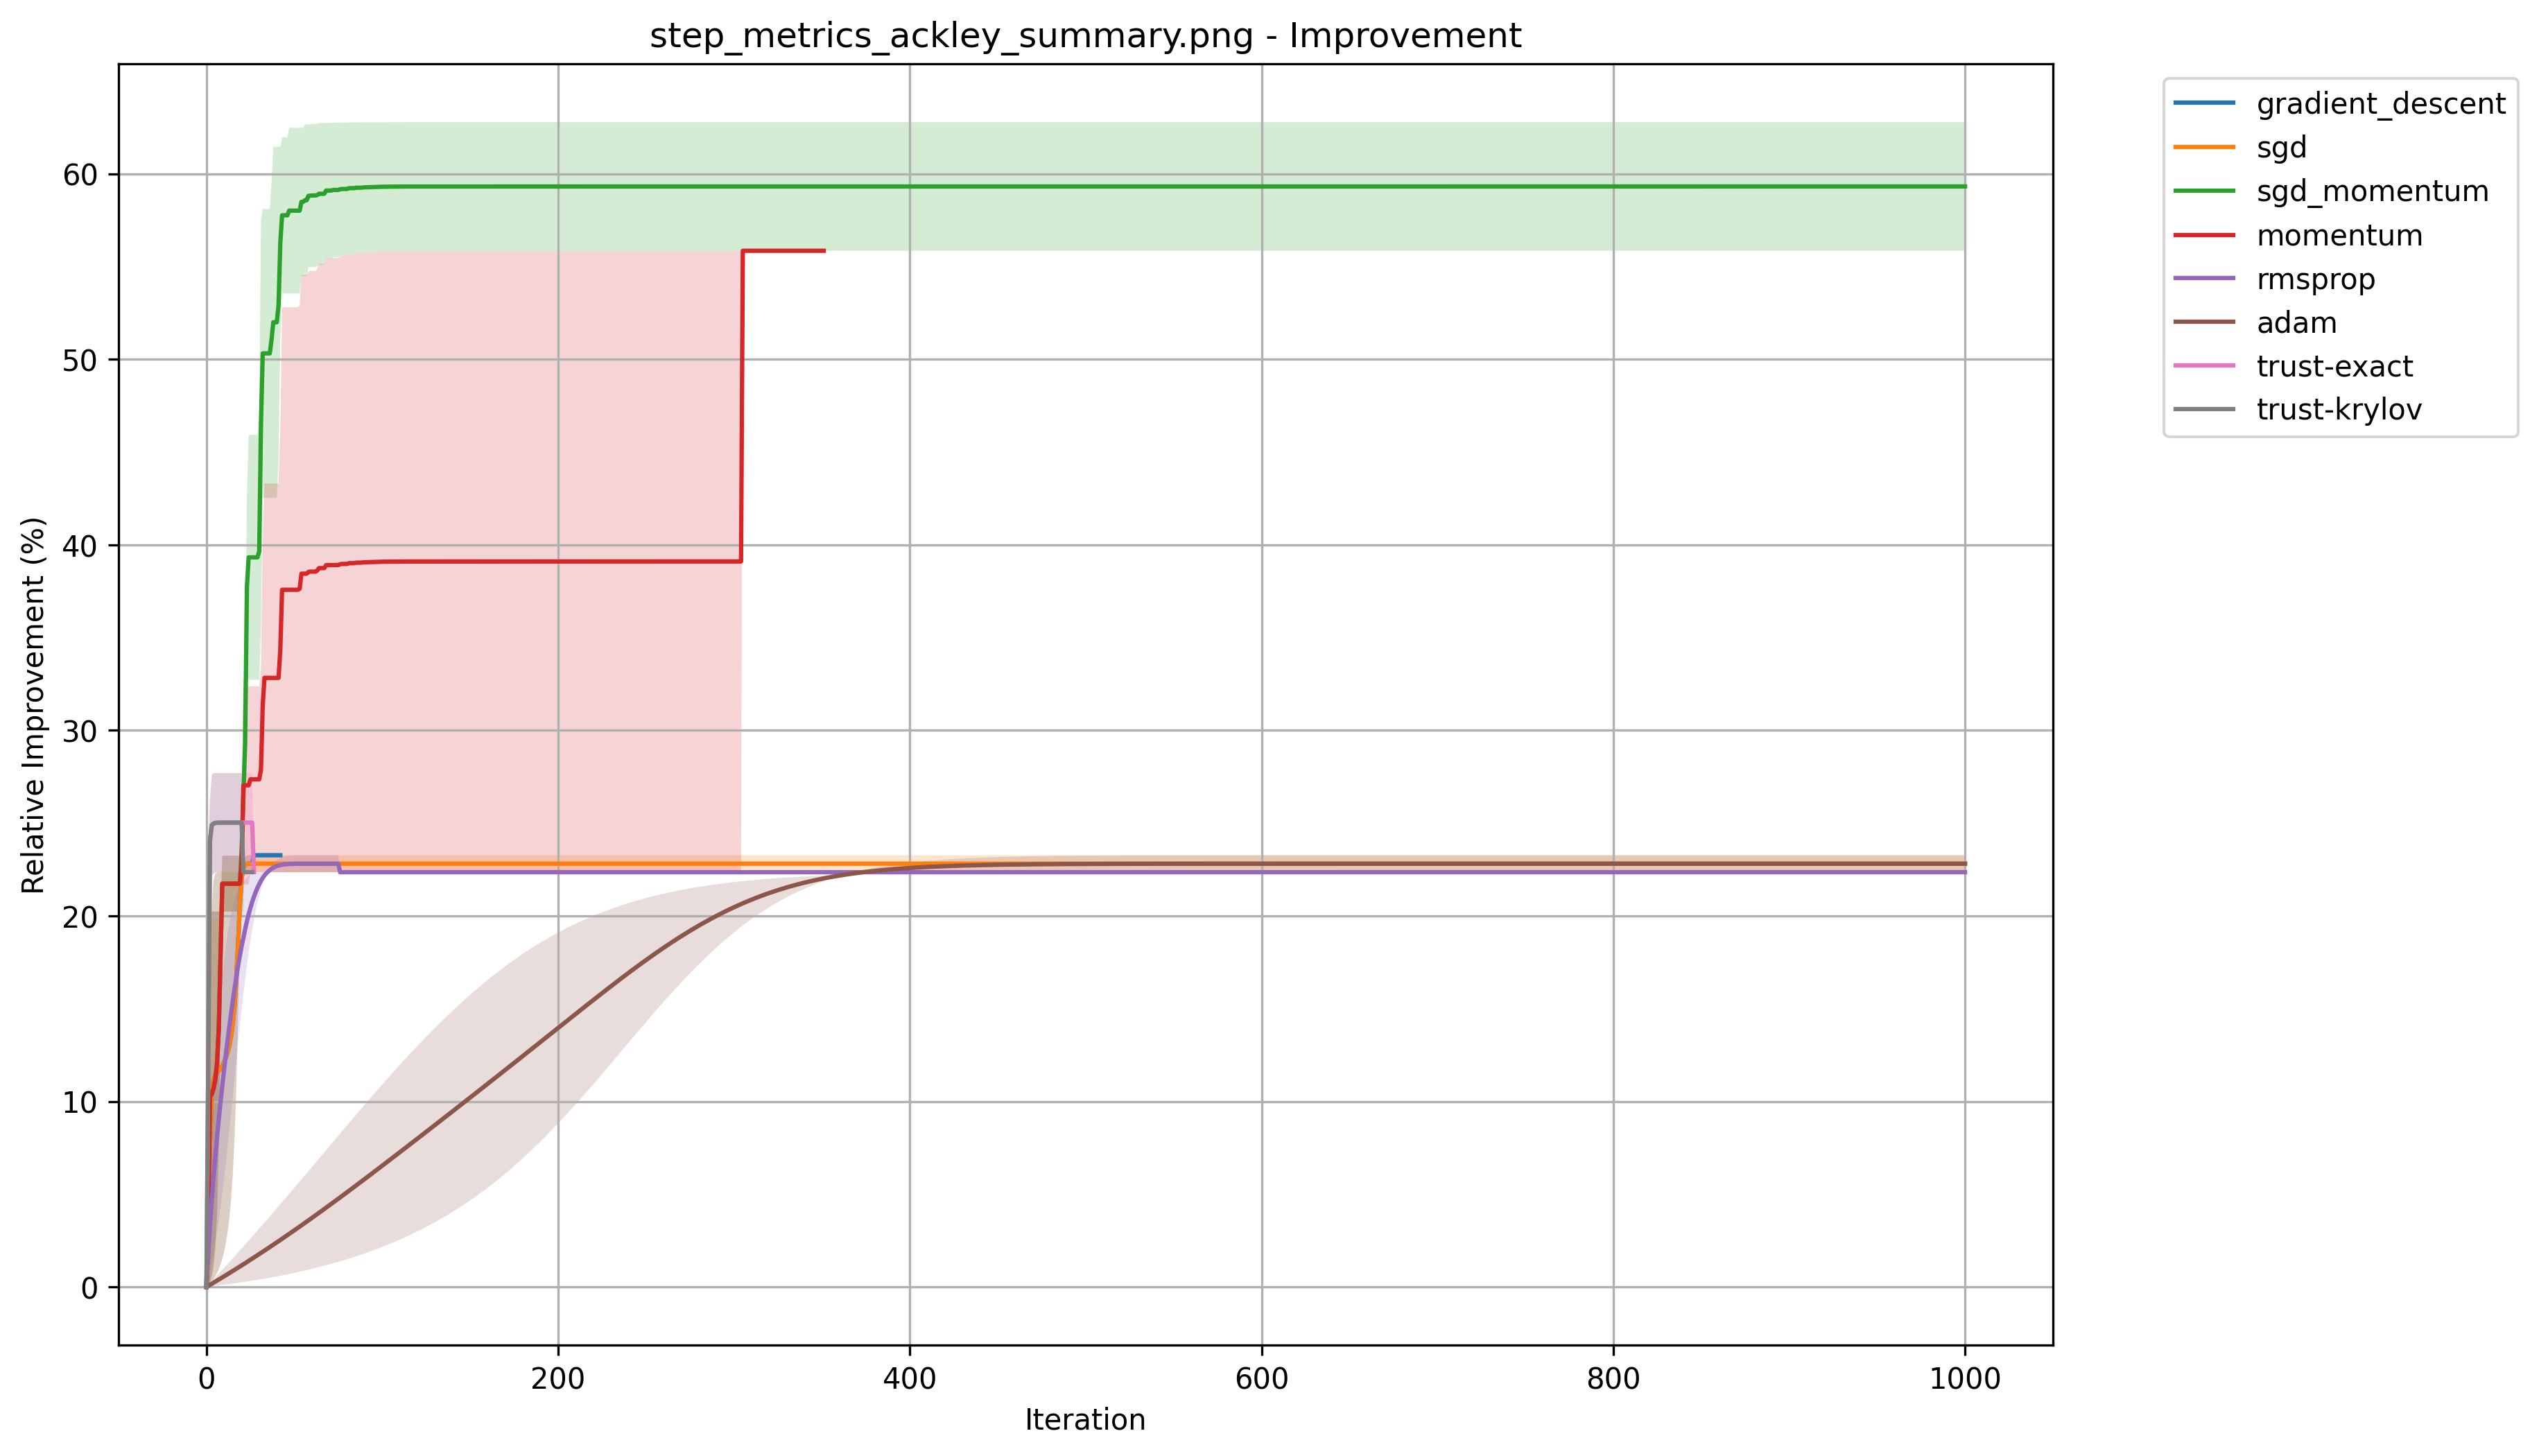 step_metrics_ackley_summary.png - Improvement
Relative Improvement (%)
60
50
40
30
20
10
0
0 200 400 600 800 1000
Iteration
gradient_descent
sgd
sgd_momentum
momentum
rmsprop
adam
trust-exact
trust-krylov